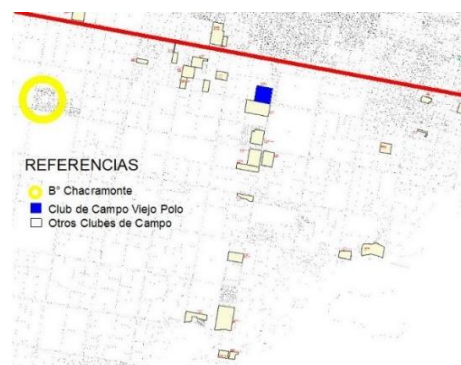 REFERENCIAS
B° Chacramonte
Club de Campo Viejo Polo
Otros Clubes de Campo